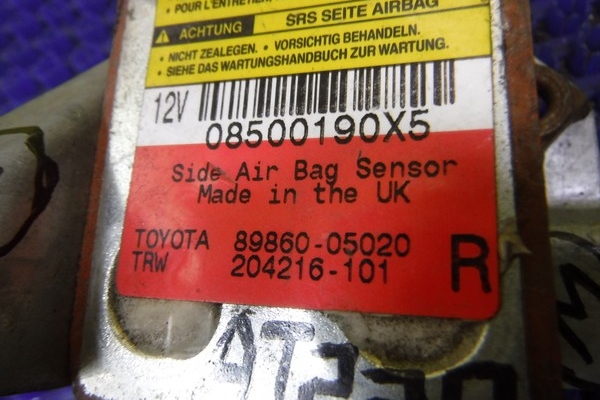 • POUR L'ENTRETIEN
ACHTUNG SRS SEITE AIRBAG
• NICHT ZEALEGEN. • VORSICHTIG BEHANDELN.
• SIEHE DAS WARTUNGSHANDBUCH ZUR WARTUNG.
12V
08500190X5
Side Air Bag Sensor
Made in the UK
TOYOTA 89860-05020
TRW 204216-101 R